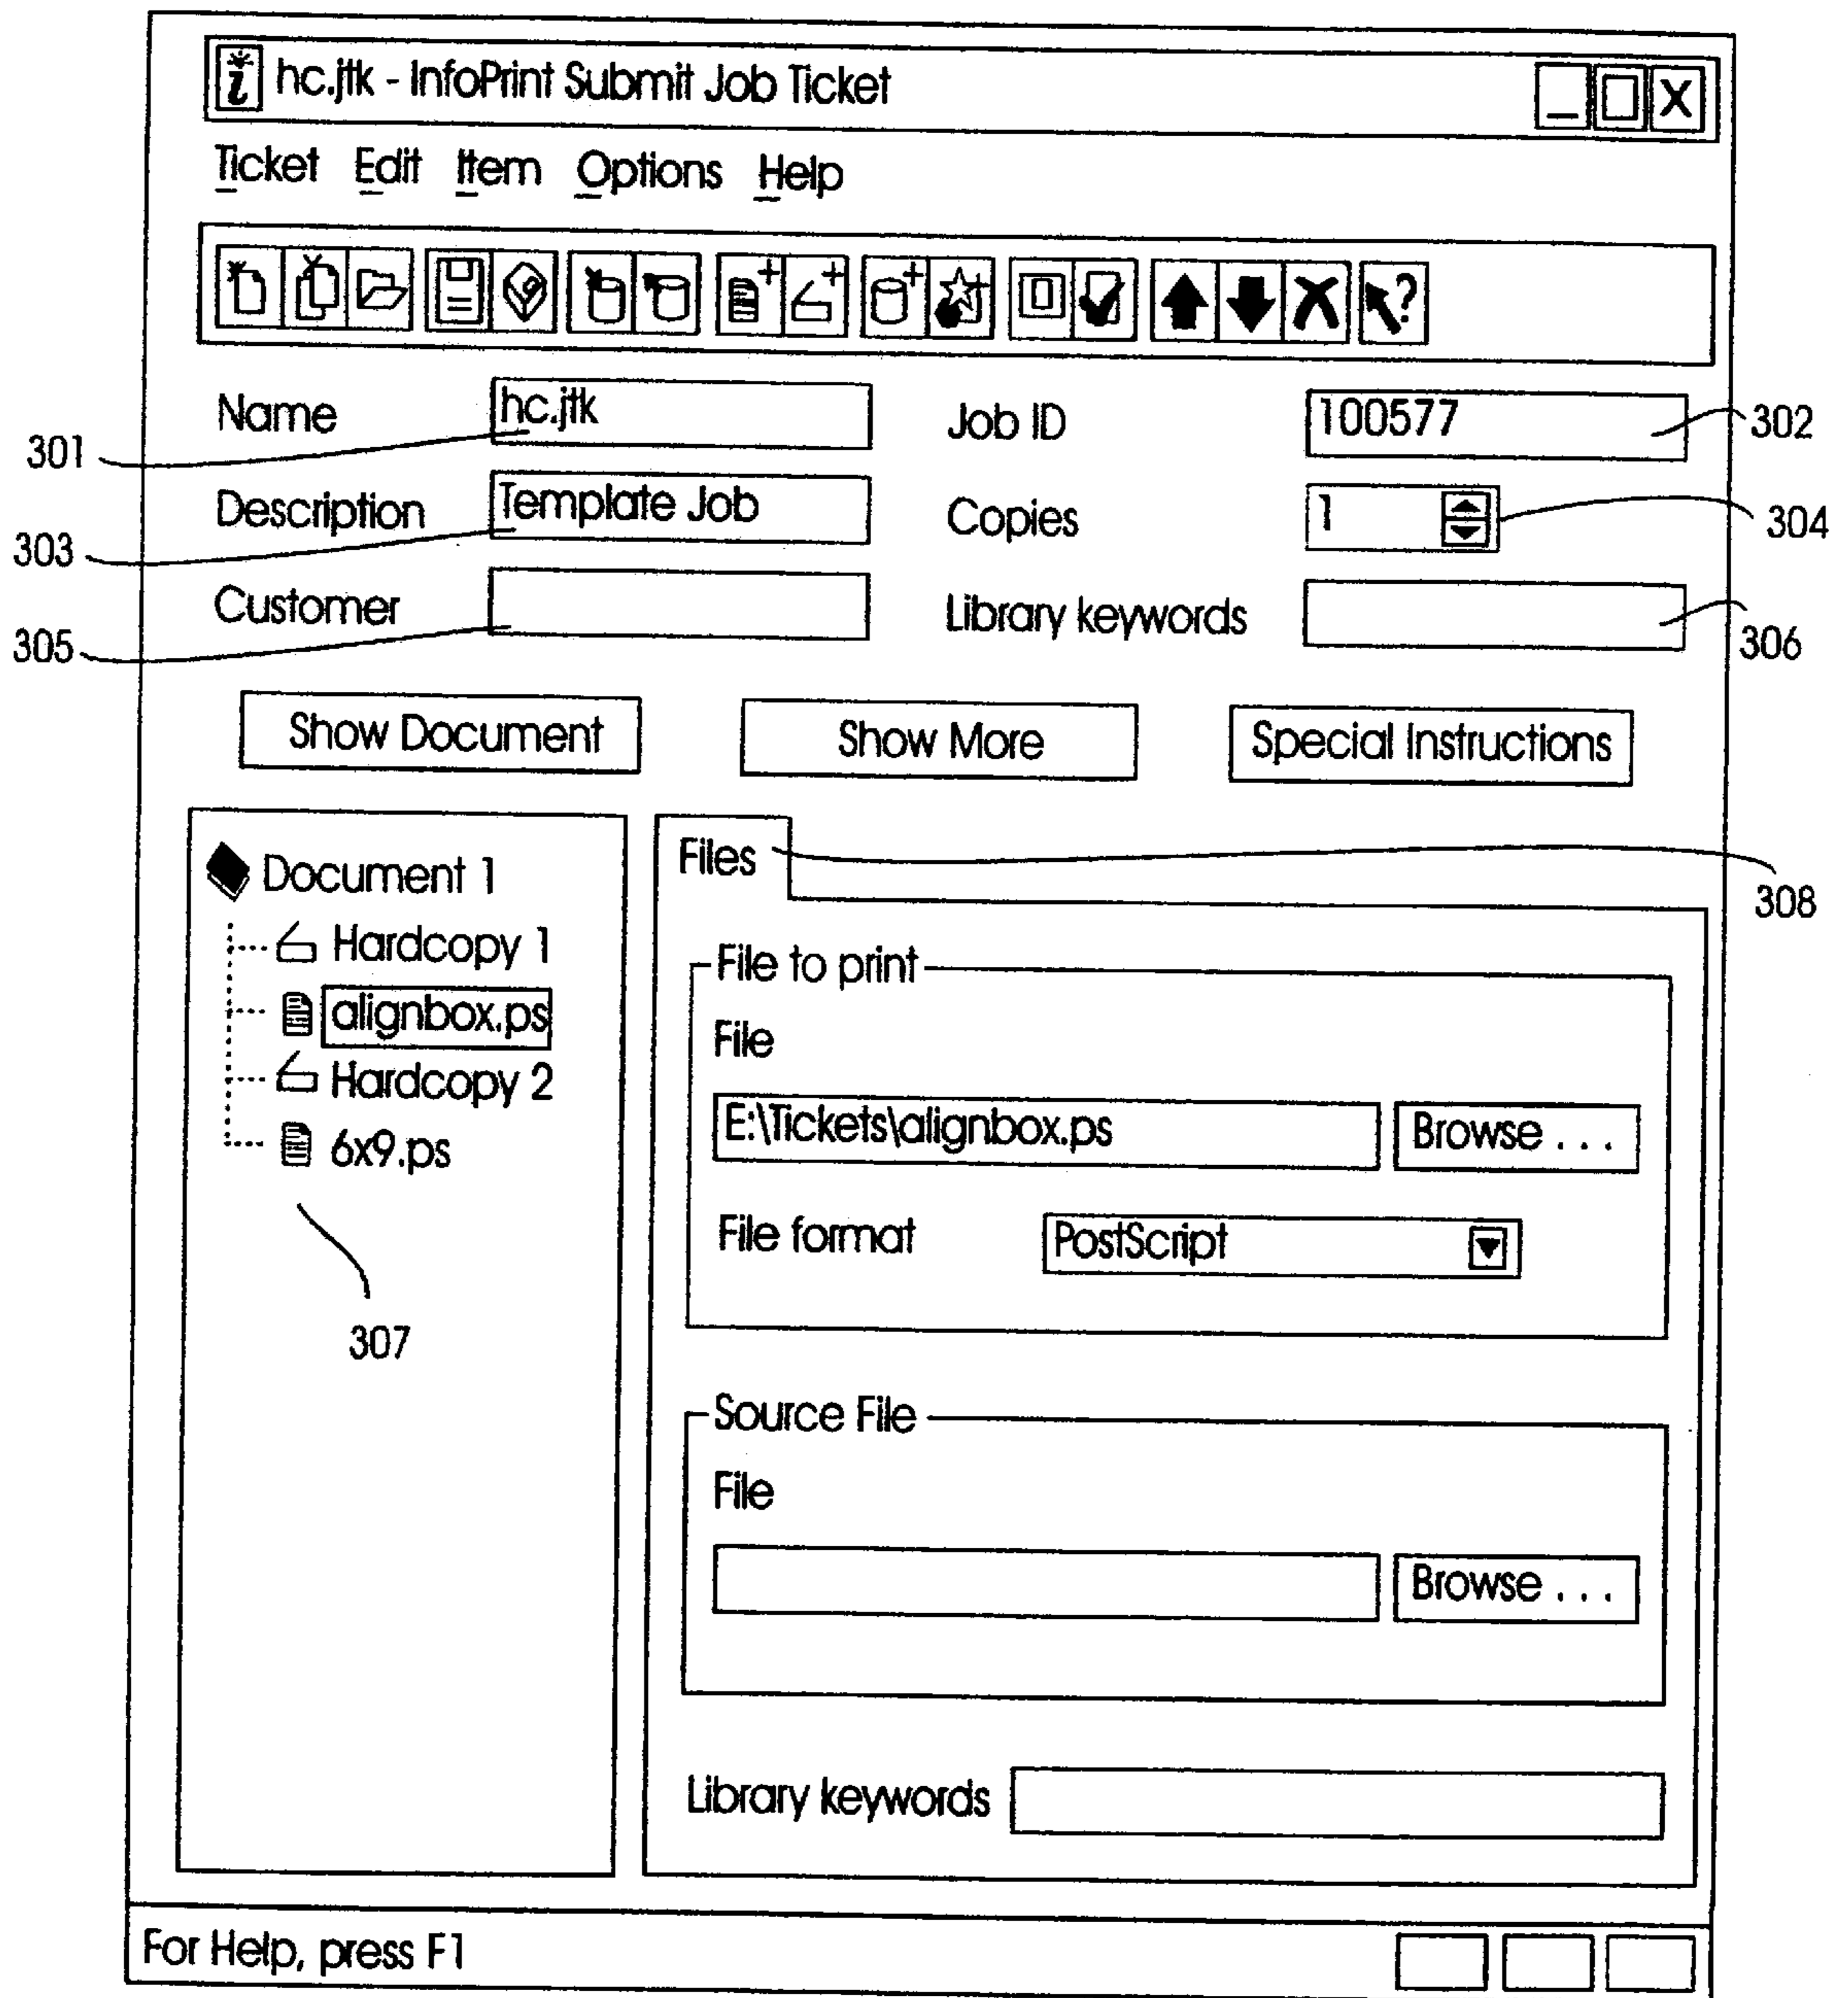 hc.jtk - InfoPrint Submit Job Ticket
Ticket Edit Item Options Help
Name hc.jtk Job ID 100577
301 302
Description Template Job Copies 1
303 304
Customer Library keywords
305 306
Show Document Show More Special Instructions
Document 1
Hardcopy 1
alignbox.ps
Hardcopy 2
6x9.ps
307
Files
308
File to print
File
E:\Tickets\alignbox.ps Browse . . .
File format PostScript
Source File
File
Browse . . .
Library keywords
For Help, press F1